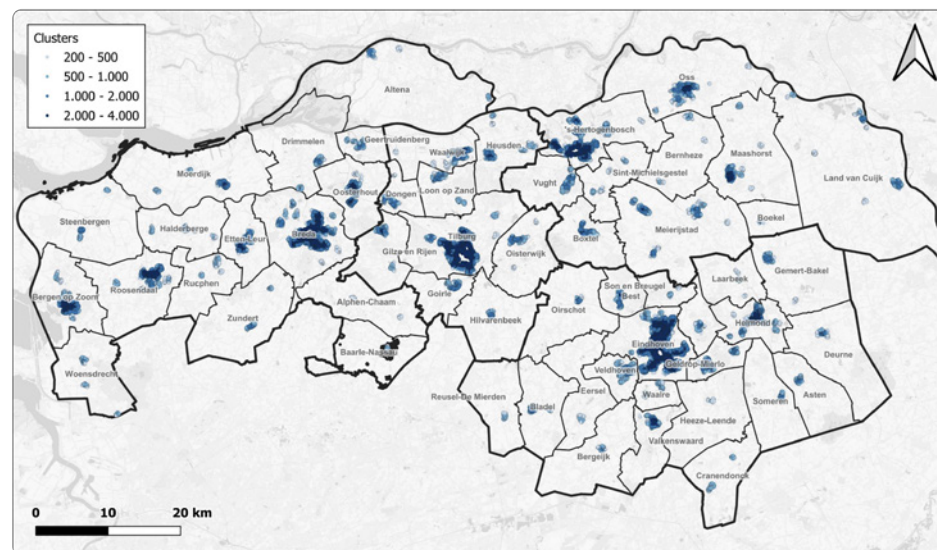 Clusters
200 - 500
500 - 1.000
1.000 - 2.000
2.000 - 4.000
Altena
Oss
Drimmelen
Geertruidenberg
Waalwijk
Heusden
's-Hertogenbosch
Bernheze
Maashorst
Land van Cuijk
Moerdijk
Oosterhout
Dongen
Loon op Zand
Vught
Sint-Michielsgestel
Steenbergen
Halderberge
Etten-Leur
Breda
Tilburg
Gilze en Rijen
Oisterwijk
Boxtel
Meierijstad
Boekel
Bergen op Zoom
Roosendaal
Rucphen
Zundert
Alphen-Chaam
Goirle
Hilvarenbeek
Oirschot
Son en Breugel
Best
Laarbeek
Gemert-Bakel
Helmond
Woensdrecht
Baarle-Nassau
Eindhoven
Geldrop-Mierlo
Deurne
Veldhoven
Reusel-De Mierden
Bladel
Eersel
Waalre
Heeze-Leende
Someren
Asten
Valkenswaard
Bergeijk
Cranendonck
0 10 20 km